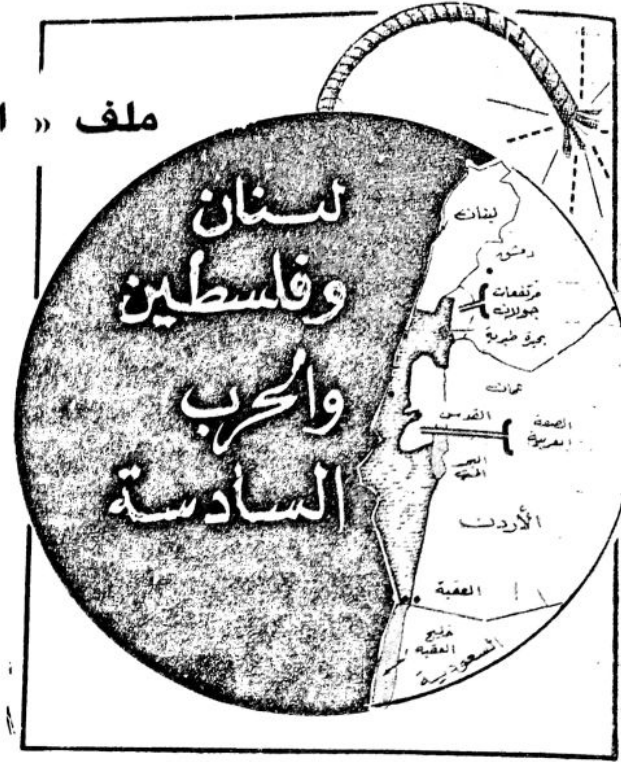 ملف «
لبنان
وفلسطين
والحرب
السادسة
لبنان
دمشق
مرتفعات
جولان
بحيرة طبرية
عمان
القدس
الضفة
الغربية
البحر
الميت
الأردن
العقبة
خليج
العقبة
السعودية